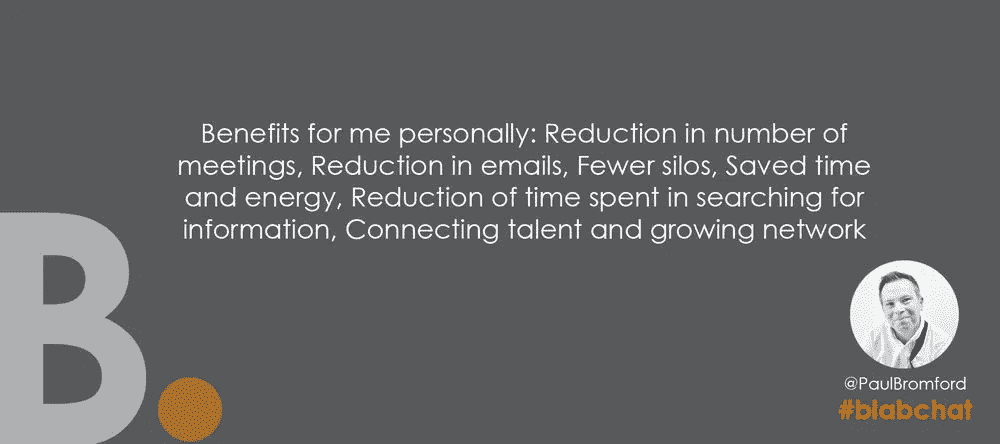 Benefits for me personally: Reduction in number of
meetings, Reduction in emails, Fewer silos, Saved time
and energy, Reduction of time spent in searching for
information, Connecting talent and growing network
B.
@PaulBromford
#blabchat